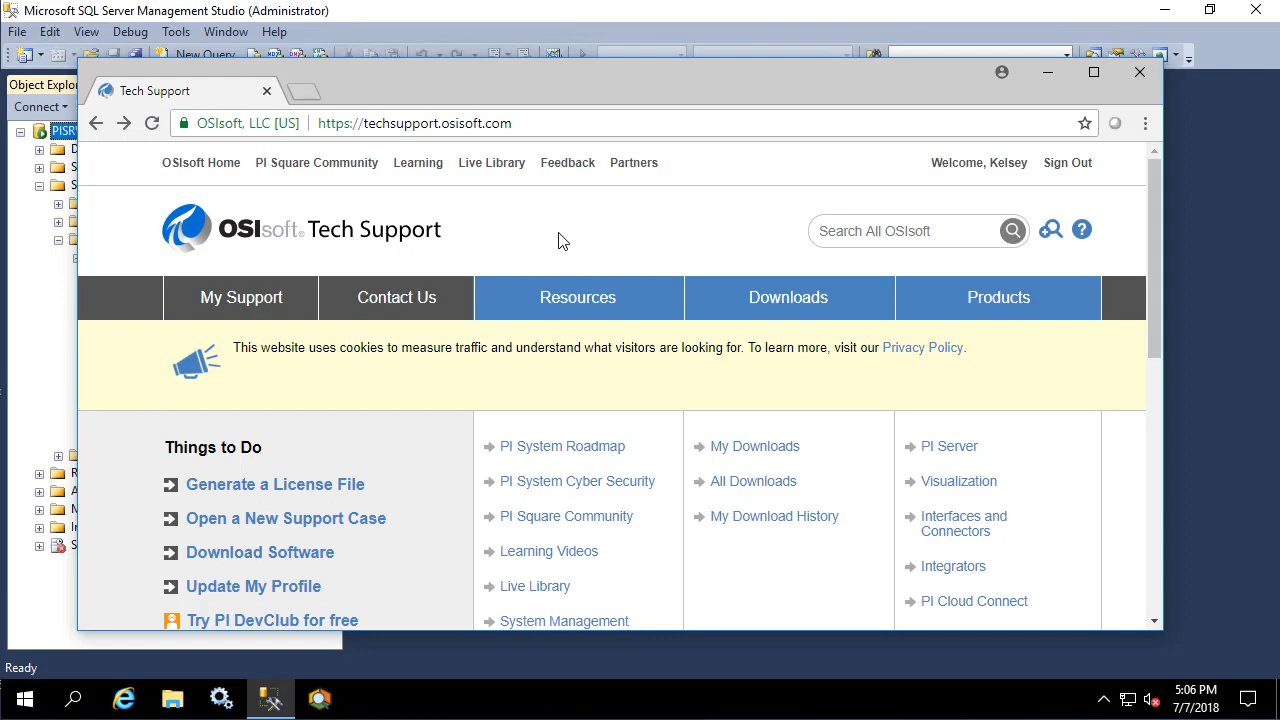 Microsoft SQL Server Management Studio (Administrator)
File Edit View Debug Tools Window Help
New Query
Object Explo
Connect
PISR
Tech Support
OSIsoft, LLC [US] https://techsupport.osisoft.com
OSIsoft Home PI Square Community Learning Live Library Feedback Partners Welcome, Kelsey Sign Out
OSIsoft. Tech Support
Search All OSIsoft
My Support Contact Us Resources Downloads Products
This website uses cookies to measure traffic and understand what visitors are looking for. To learn more, visit our Privacy Policy.
Things to Do
Generate a License File
Open a New Support Case
Download Software
Update My Profile
Try PI DevClub for free
PI System Roadmap
PI System Cyber Security
PI Square Community
Learning Videos
Live Library
System Management
My Downloads
All Downloads
My Download History
PI Server
Visualization
Interfaces and
Connectors
Integrators
PI Cloud Connect
Ready
5:06 PM
7/7/2018